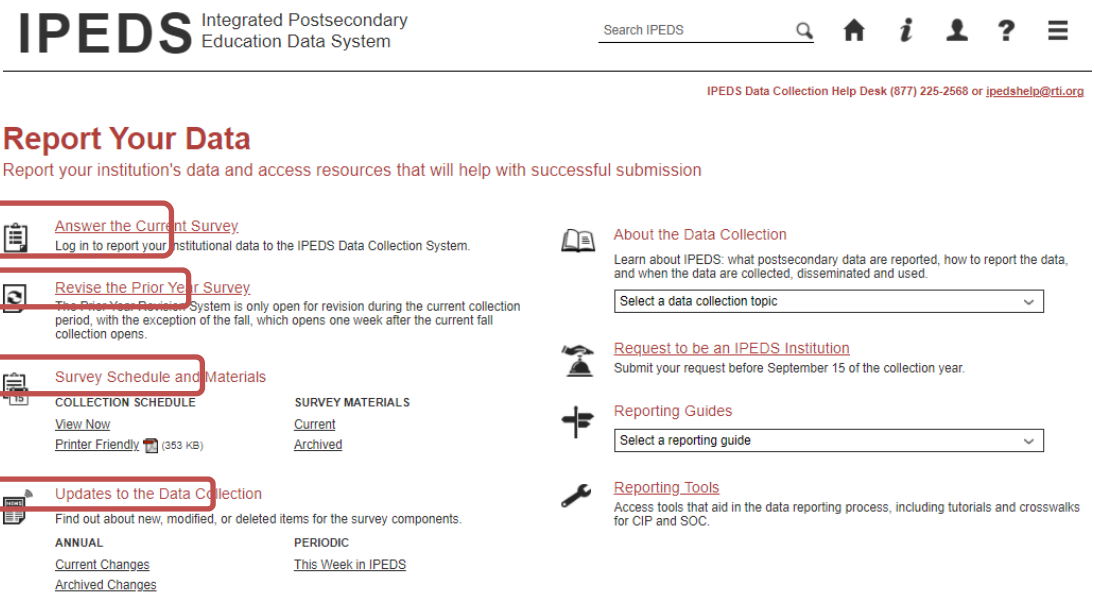 IPEDS Integrated Postsecondary
Education Data System
Search IPEDS
IPEDS Data Collection Help Desk (877) 225-2568 or ipedshelp@rti.org
Report Your Data
Report your institution's data and access resources that will help with successful submission
Answer the Current Survey
Log in to report your institutional data to the IPEDS Data Collection System.
Revise the Prior Year Survey
The Prior Year Revision System is only open for revision during the current collection
period, with the exception of the fall, which opens one week after the current fall
collection opens.
Survey Schedule and Materials
15
COLLECTION SCHEDULE
View Now
Printer Friendly (353 KB)
SURVEY MATERIALS
Current
Archived
Updates to the Data Collection
Find out about new, modified, or deleted items for the survey components.
ANNUAL
Current Changes
Archived Changes
PERIODIC
This Week in IPEDS
About the Data Collection
Learn about IPEDS: what postsecondary data are reported, how to report the data,
and when the data are collected, disseminated and used.
Select a data collection topic
Request to be an IPEDS Institution
Submit your request before September 15 of the collection year.
Reporting Guides
Select a reporting guide
Reporting Tools
Access tools that aid in the data reporting process, including tutorials and crosswalks
for CIP and SOC.